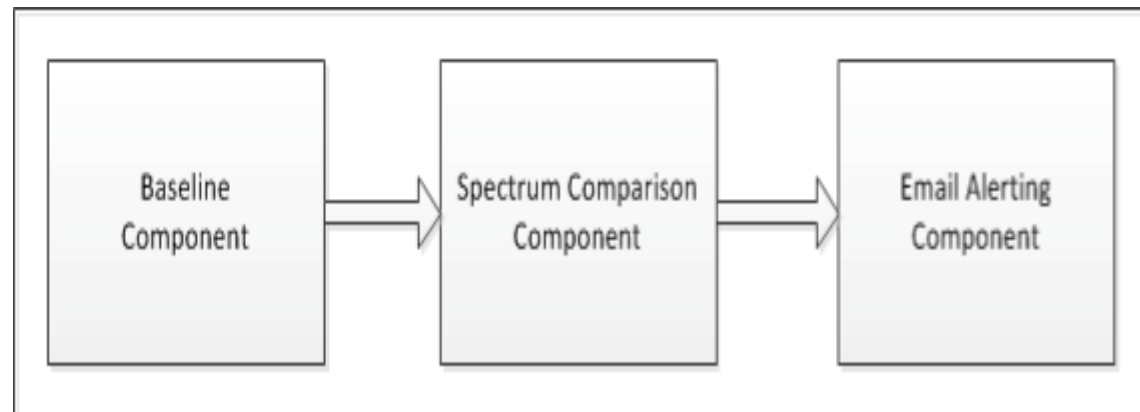 Baseline
Component
Spectrum Comparison
Component
Email Alerting
Component